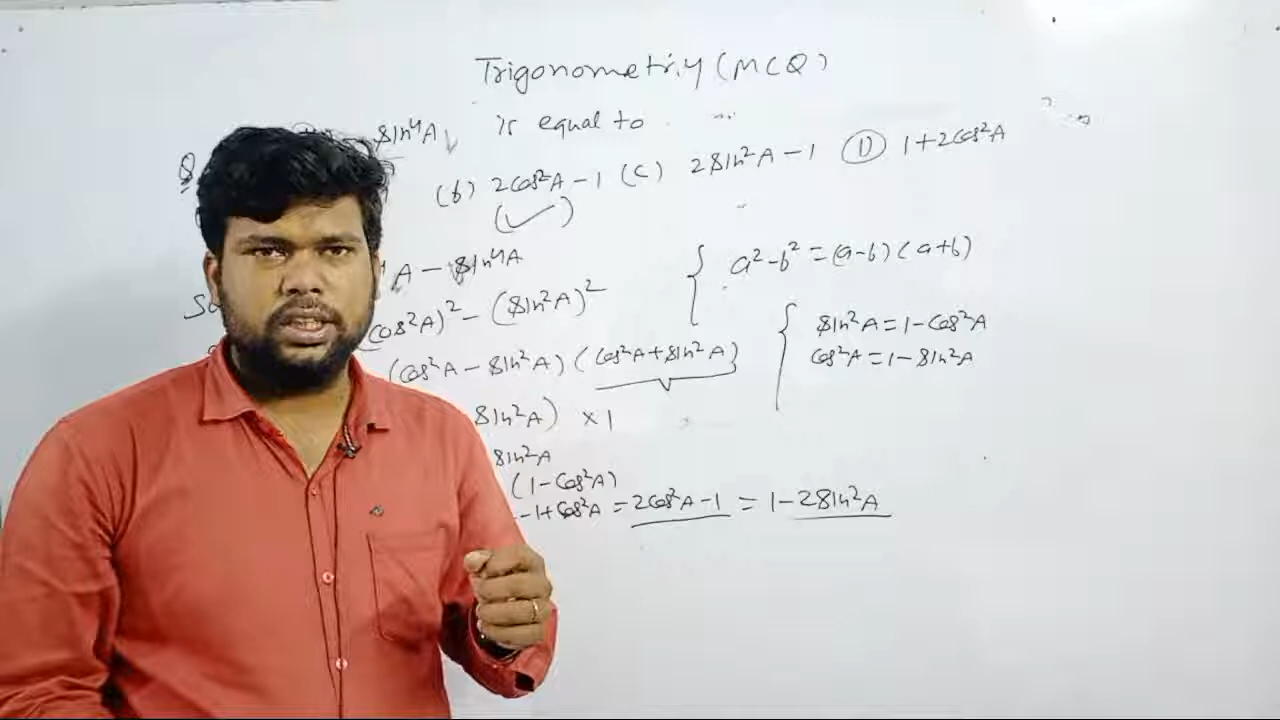 Trigonometry (MCQ)
Q sin⁴A is equal to
(b) 2cos²A - 1 (c) 2sin²A - 1 (D) 1 + 2cos²A
(✓)
A - sin⁴A
a² - b² = (a-b) (a+b)
cos²A)² - (sin²A)²
sin²A = 1 - cos²A
(cos²A - sin²A) (cos²A + sin²A)
cos²A = 1 - sin²A
sin²A) × 1
sin²A
(1 - cos²A)
- 1 + cos²A = 2cos²A - 1 = 1 - 2sin²A